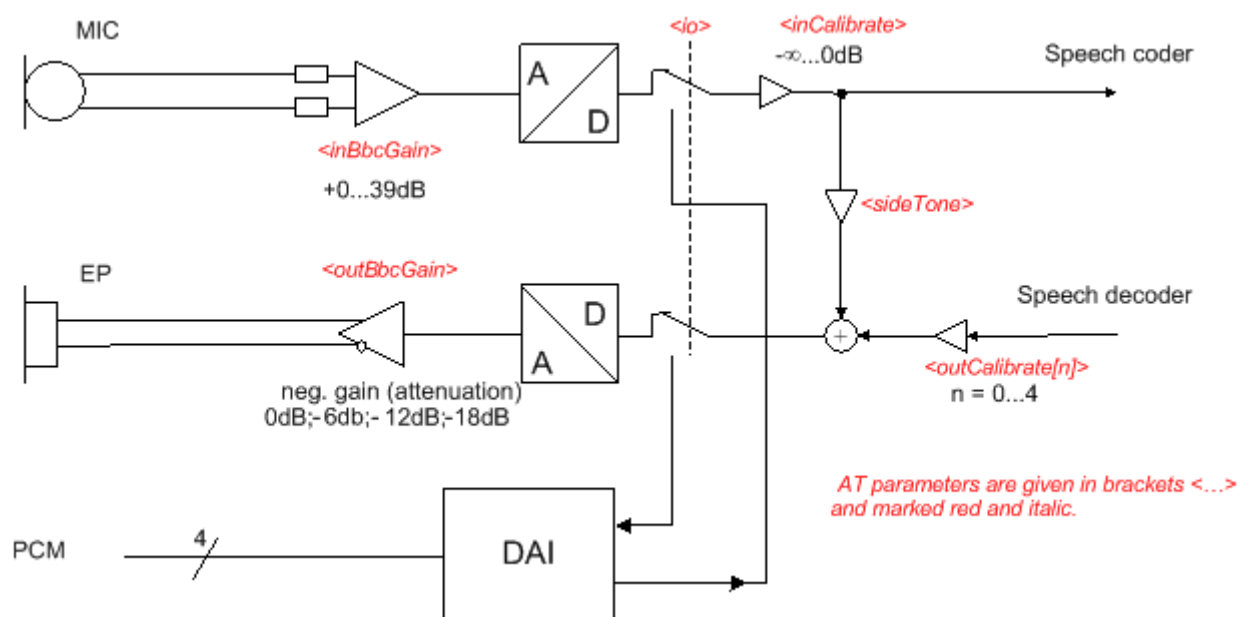 MIC
<io>
<inCalibrate>
-∞...0dB
Speech coder
A
D
<inBbcGain>
+0...39dB
<sideTone>
EP
<outBbcGain>
D
A
Speech decoder
+
<outCalibrate[n]>
n = 0...4
neg. gain (attenuation)
0dB;-6db;- 12dB;-18dB
AT parameters are given in brackets <...>
and marked red and italic.
PCM
4
DAI